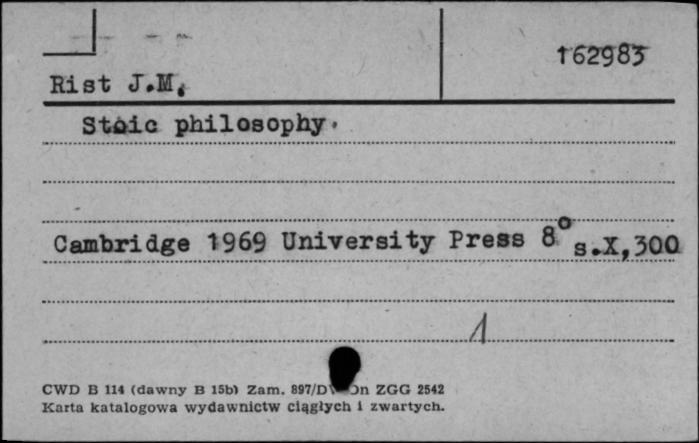 162983
Rist J.M.
Stoic philosophy.
Cambridge 1969 University Press 8° s.X,300
1
CWD B 114 (dawny B 15b) Zam. 897/D ZGG 2542
Karta katalogowa wydawnictw ciągłych i zwartych.